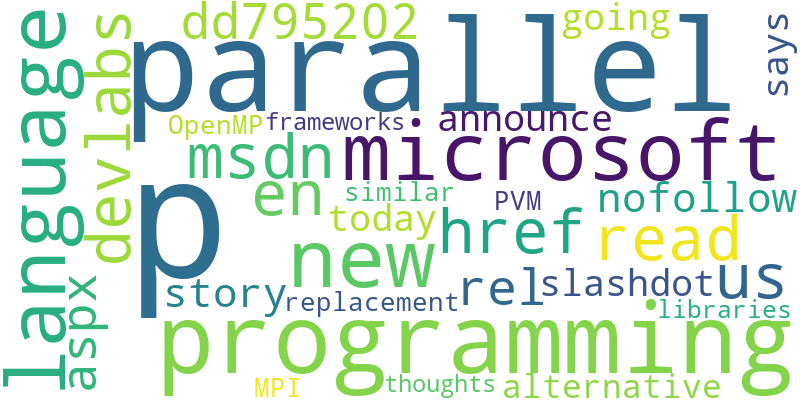 language
devlabs
dd795202
going
says
parallel
OpenMP
frameworks
announce
msdn
microsoft
p
en
similar
PVM
nofollow
today
href
read
new
aspx
story
replacement
rel
slashdot
us
libraries
programming
MPI
thoughts
alternative